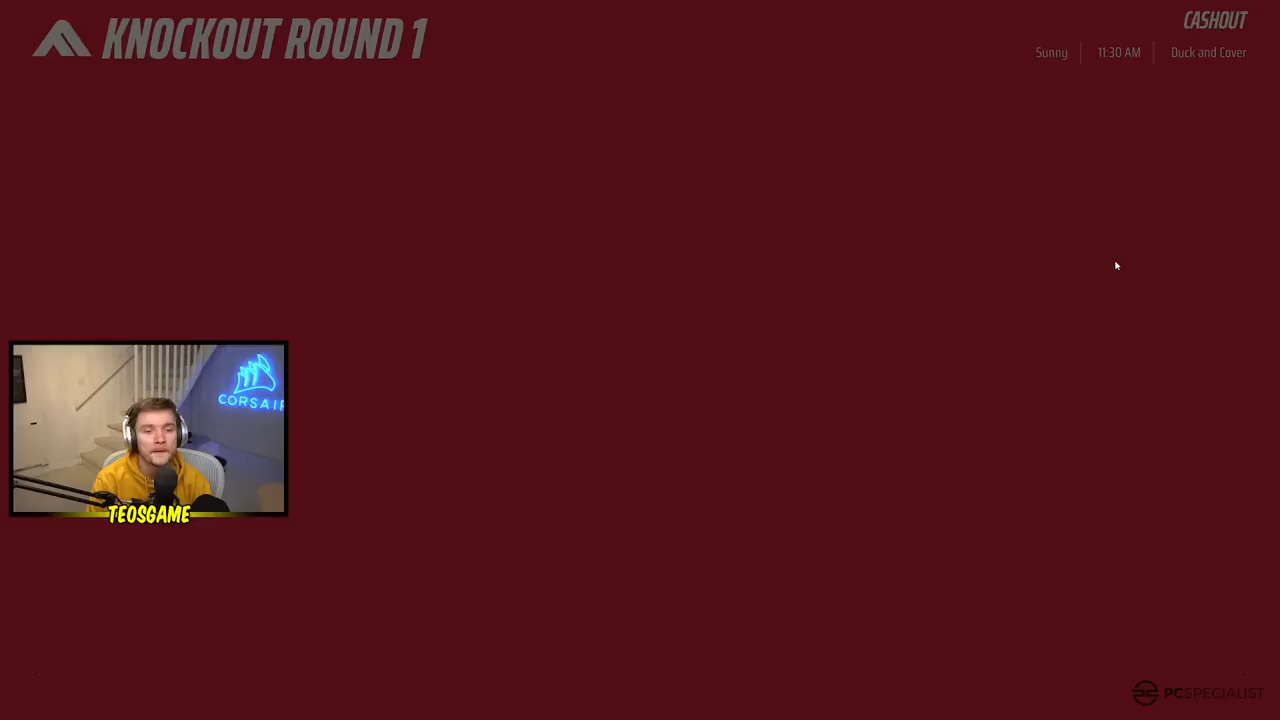 KNOCKOUT ROUND 1
CASHOUT
Sunny
11:30 AM
Duck and Cover
CORSAIR
TEOSGAME
PCSPECIALIST